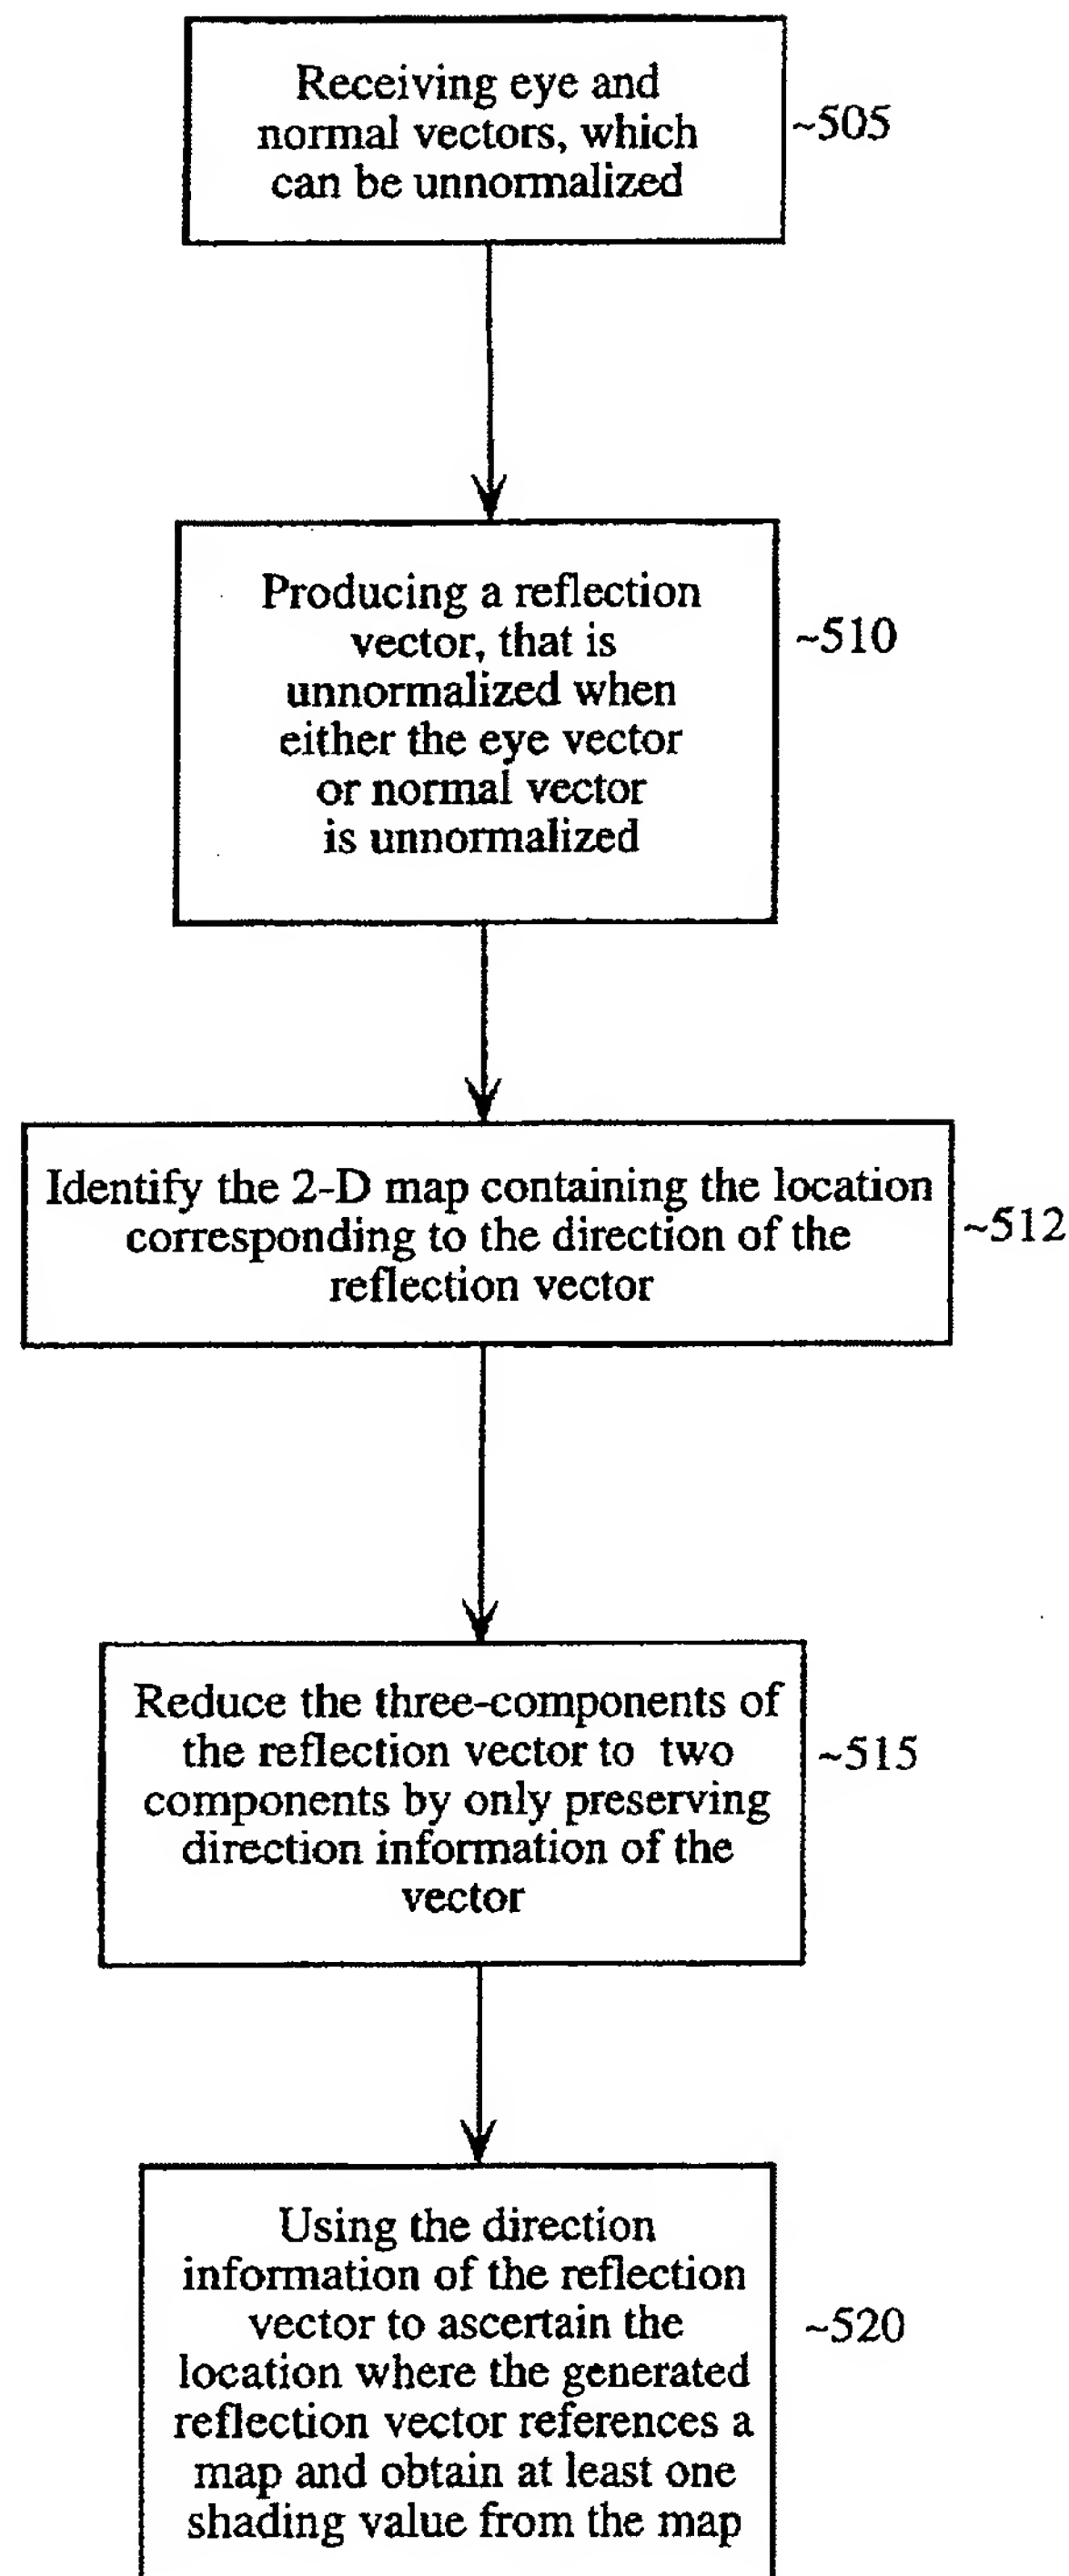 Receiving eye and
normal vectors, which
can be unnormalized
~505
Producing a reflection
vector, that is
unnormalized when
either the eye vector
or normal vector
is unnormalized
~510
Identify the 2-D map containing the location
corresponding to the direction of the
reflection vector
~512
Reduce the three-components of
the reflection vector to two
components by only preserving
direction information of the
vector
~515
Using the direction
information of the reflection
vector to ascertain the
location where the generated
reflection vector references a
map and obtain at least one
shading value from the map
~520